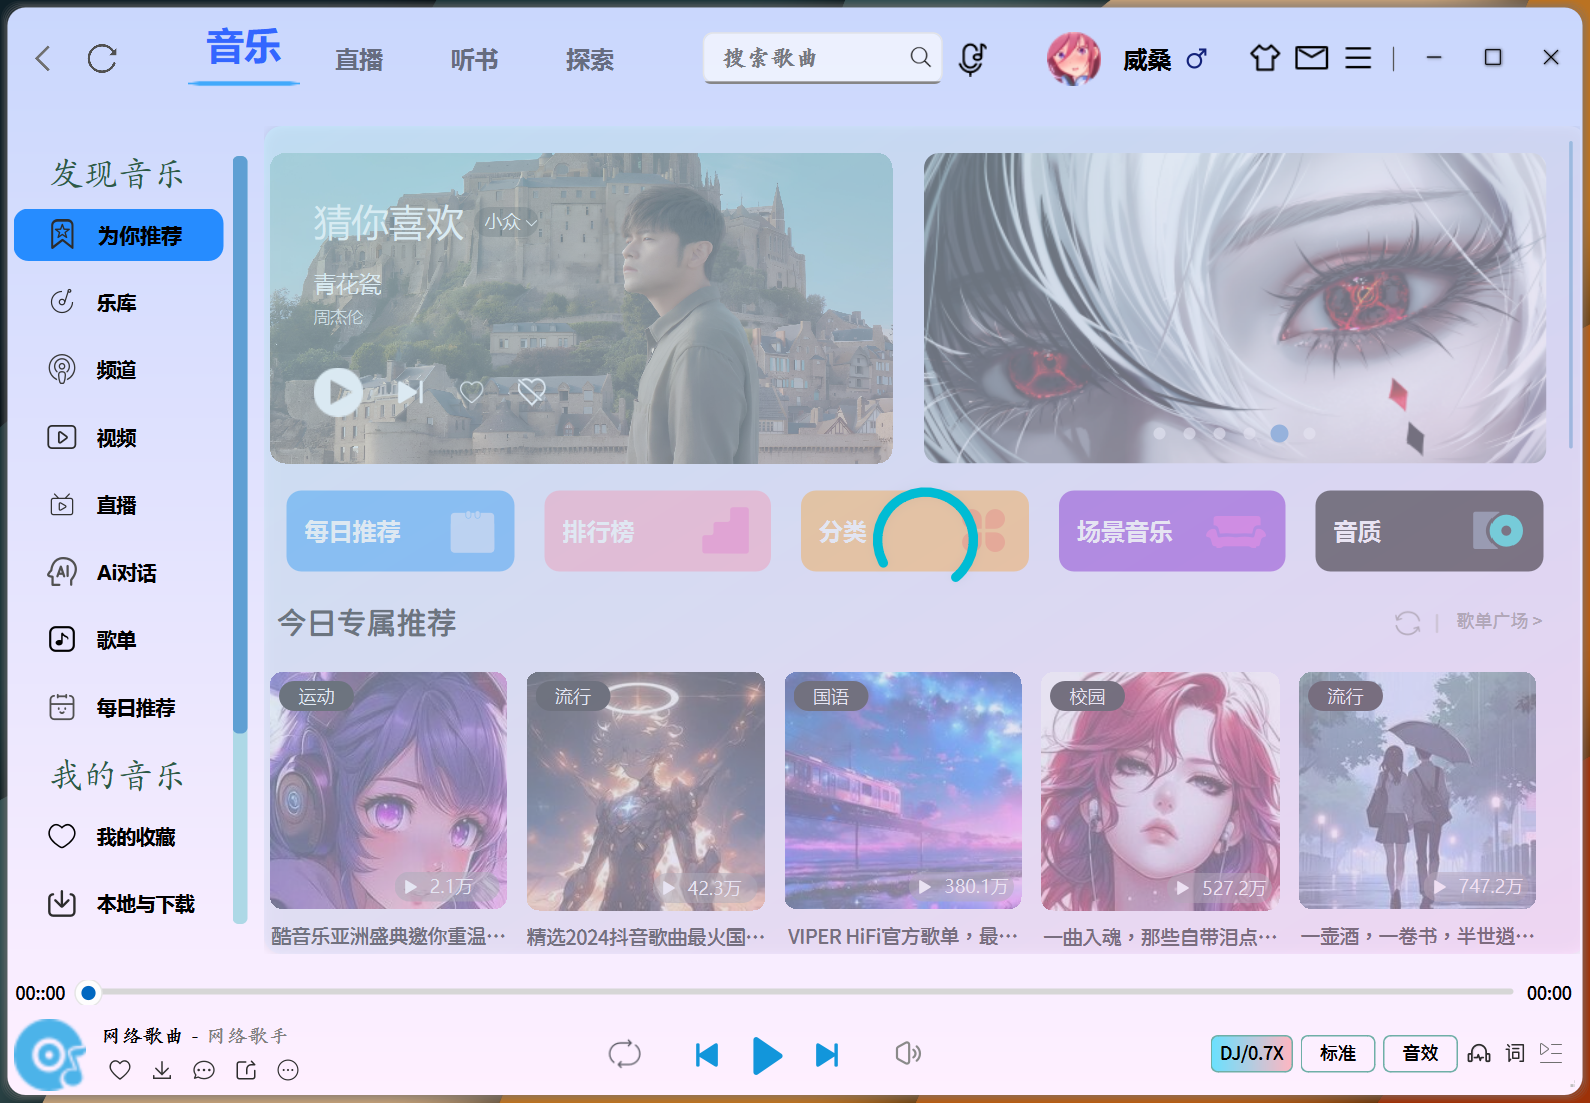 音乐
直播
听书
探索
搜索歌曲
威桑
发现音乐
为你推荐
乐库
频道
视频
直播
Ai对话
歌单
每日推荐
我的音乐
我的收藏
本地与下载
猜你喜欢 小众
青花瓷
周杰伦
每日推荐
排行榜
分类
场景音乐
音质
今日专属推荐
歌单广场 >
运动
2.1万
酷音乐亚洲盛典邀你重温⋯
流行
42.3万
精选2024抖音歌曲最火国⋯
国语
380.1万
VIPER HiFi官方歌单，最⋯
校园
527.2万
一曲入魂，那些自带泪点⋯
流行
747.2万
一壶酒，一卷书，半世逍⋯
00::00
00:00
网络歌曲 - 网络歌手
DJ/0.7X
标准
音效
词